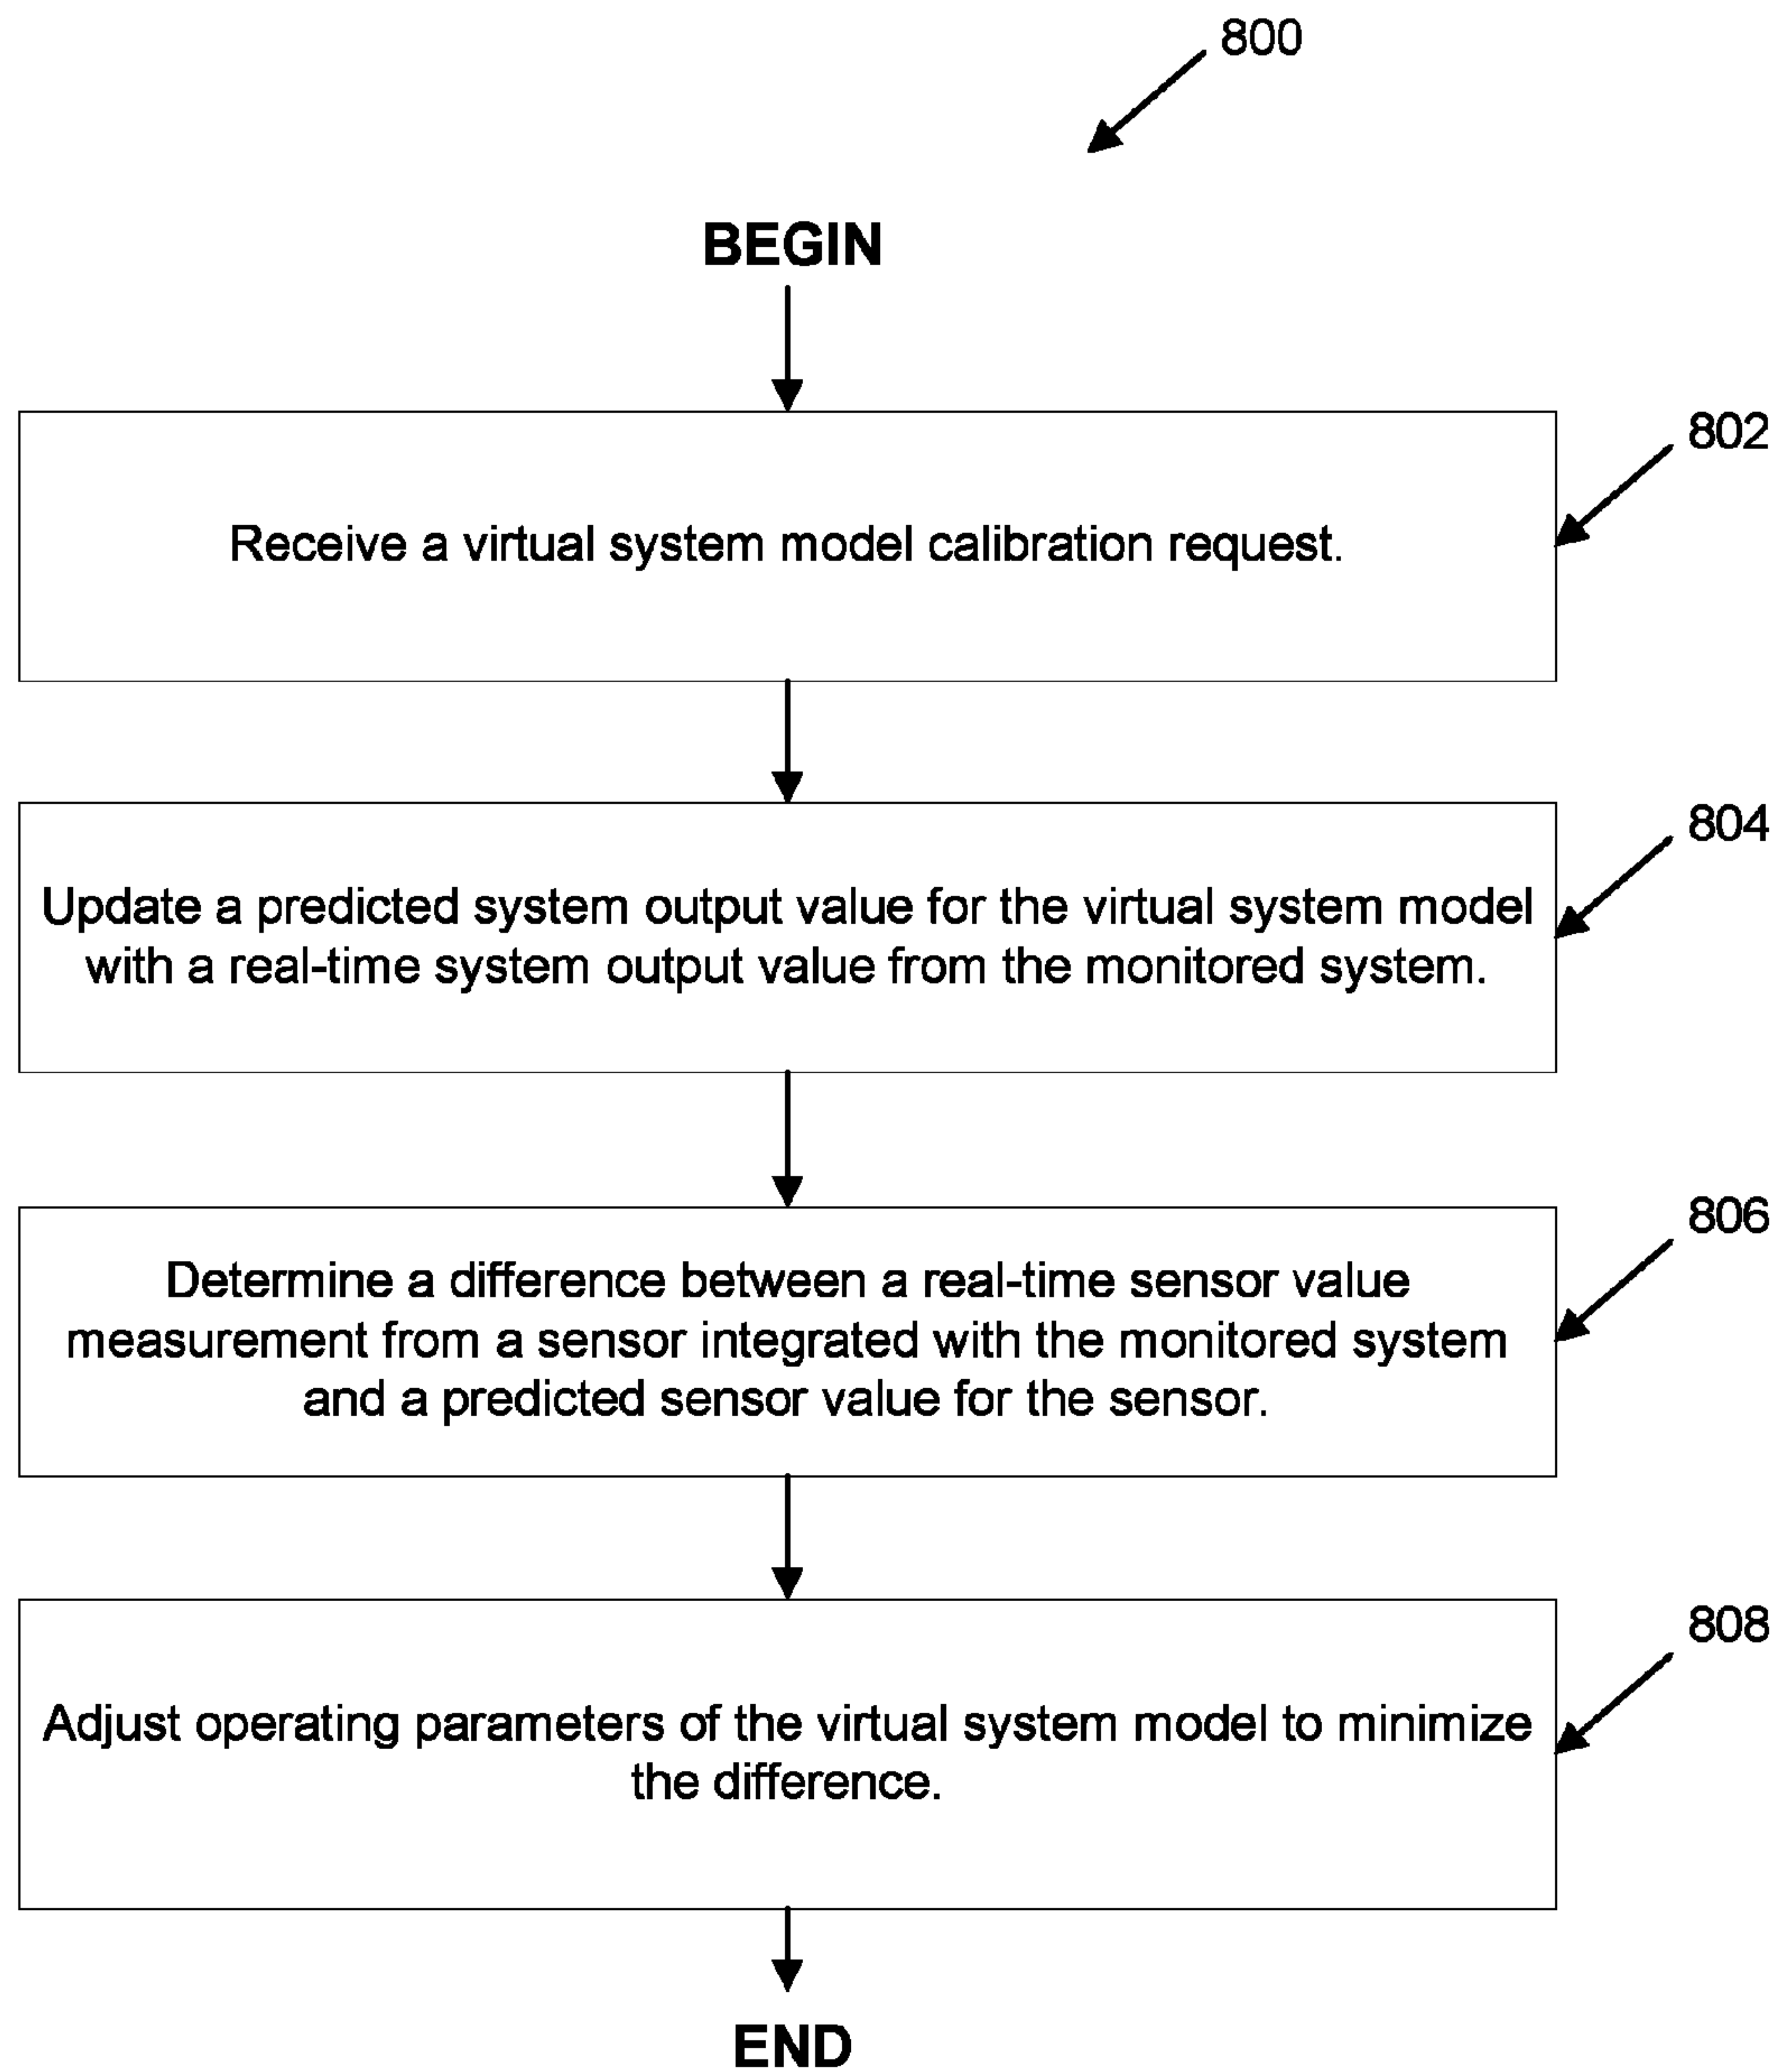 800
BEGIN
802
Receive a virtual system model calibration request.
804
Update a predicted system output value for the virtual system model
with a real-time system output value from the monitored system.
806
Determine a difference between a real-time sensor value
measurement from a sensor integrated with the monitored system
and a predicted sensor value for the sensor.
808
Adjust operating parameters of the virtual system model to minimize
the difference.
END